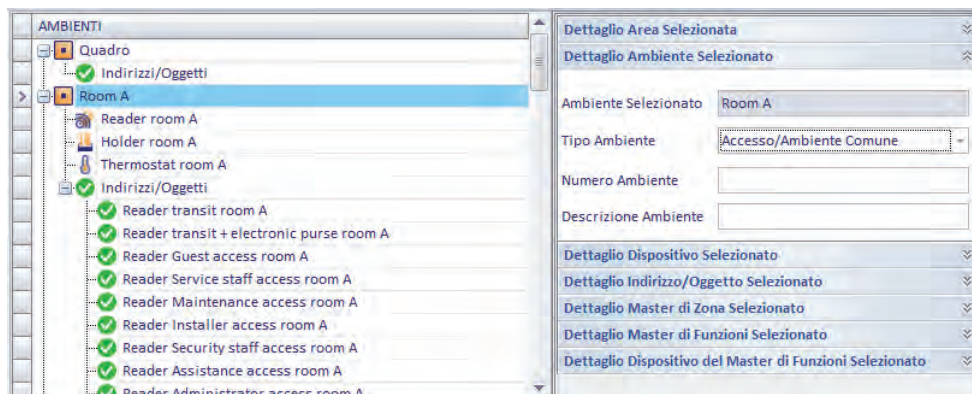 AMBIENTI
Quadro
Indirizzi/Oggetti
Room A
Reader room A
Holder room A
Thermostat room A
Indirizzi/Oggetti
Reader transit room A
Reader transit + electronic purse room A
Reader Guest access room A
Reader Service staff access room A
Reader Maintenance access room A
Reader Installer access room A
Reader Security staff access room A
Reader Assistance access room A
Reader Administrator access room A
Dettaglio Area Selezionata
Dettaglio Ambiente Selezionato
Ambiente Selezionato Room A
Tipo Ambiente Accesso/Ambiente Comune
Numero Ambiente
Descrizione Ambiente
Dettaglio Dispositivo Selezionato
Dettaglio Indirizzo/Oggetto Selezionato
Dettaglio Master di Zona Selezionato
Dettaglio Master di Funzioni Selezionato
Dettaglio Dispositivo del Master di Funzioni Selezionato